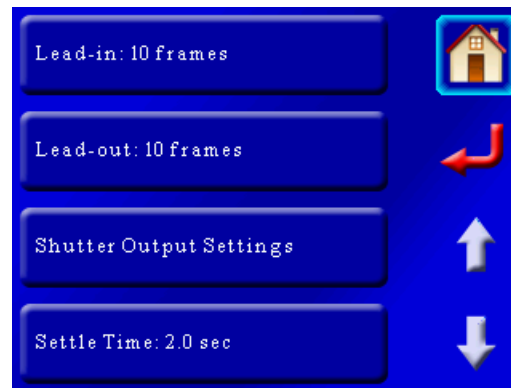 Lead-in: 10 frames
Lead-out: 10 frames
Shutter Output Settings
Settle Time: 2.0 sec